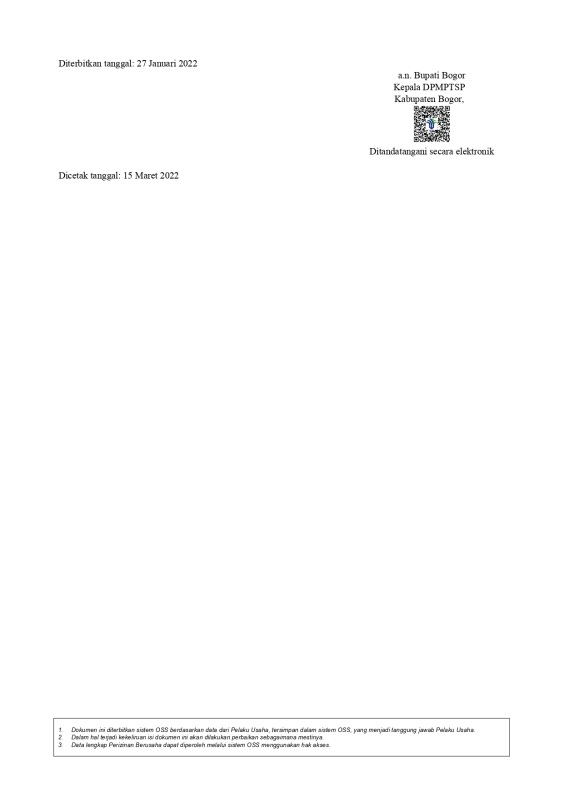 Diterbitkan tanggal: 27 Januari 2022
a.n. Bupati Bogor
Kepala DPMPTSP
Kabupaten Bogor,
Ditandatangani secara elektronik
Dicetak tanggal: 15 Maret 2022
1. Dokumen ini diterbitkan sistem OSS berdasarkan data dari Pelaku Usaha, tersimpan dalam sistem OSS, yang menjadi tanggung jawab Pelaku Usaha.
2. Dalam hal terjadi kekeliruan isi dokumen ini akan dilakukan perbaikan sebagaimana mestinya.
3. Data lengkap Perizinan Berusaha dapat diperoleh melalui sistem OSS menggunakan hak akses.